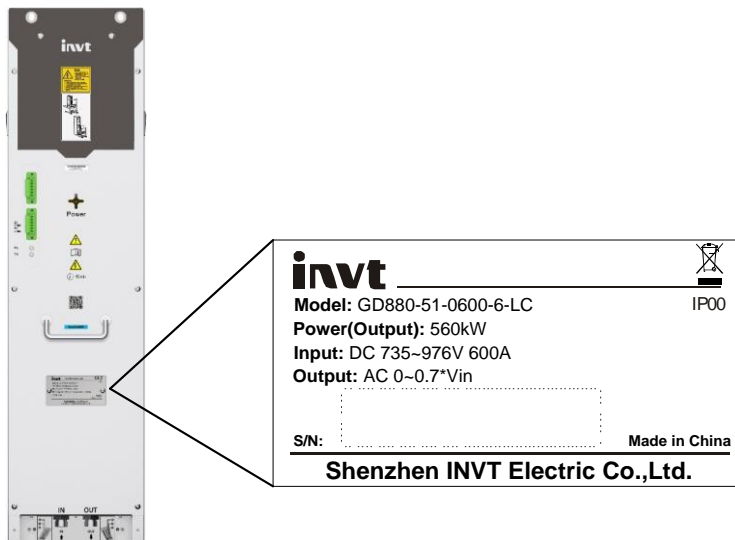 invt
Power
IN OUT
invt
Model: GD880-51-0600-6-LC IP00
Power(Output): 560kW
Input: DC 735~976V 600A
Output: AC 0~0.7*Vin
S/N: Made in China
Shenzhen INVT Electric Co.,Ltd.